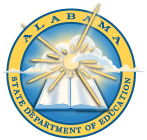 ALABAMA
STATE DEPARTMENT OF EDUCATION